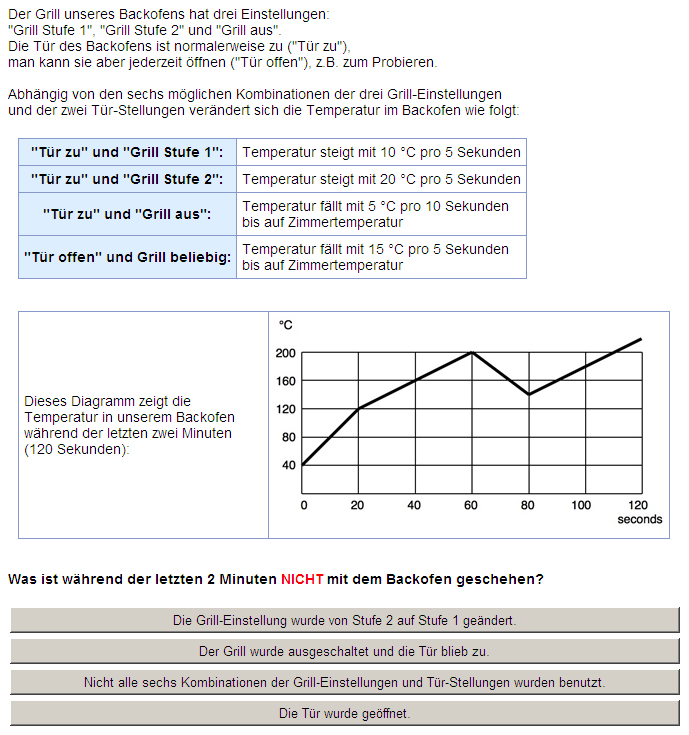 Der Grill unseres Backofens hat drei Einstellungen:
"Grill Stufe 1", "Grill Stufe 2" und "Grill aus".
Die Tür des Backofens ist normalerweise zu ("Tür zu"),
man kann sie aber jederzeit öffnen ("Tür offen"), z.B. zum Probieren.
Abhängig von den sechs möglichen Kombinationen der drei Grill-Einstellungen
und der zwei Tür-Stellungen verändert sich die Temperatur im Backofen wie folgt:
"Tür zu" und "Grill Stufe 1": Temperatur steigt mit 10 °C pro 5 Sekunden
"Tür zu" und "Grill Stufe 2": Temperatur steigt mit 20 °C pro 5 Sekunden
"Tür zu" und "Grill aus": Temperatur fällt mit 5 °C pro 10 Sekunden
bis auf Zimmertemperatur
"Tür offen" und Grill beliebig: Temperatur fällt mit 15 °C pro 5 Sekunden
bis auf Zimmertemperatur
Dieses Diagramm zeigt die
Temperatur in unserem Backofen
während der letzten zwei Minuten
(120 Sekunden):
°C
200
160
120
80
40
0 20 40 60 80 100 120
seconds
Was ist während der letzten 2 Minuten NICHT mit dem Backofen geschehen?
Die Grill-Einstellung wurde von Stufe 2 auf Stufe 1 geändert.
Der Grill wurde ausgeschaltet und die Tür blieb zu.
Nicht alle sechs Kombinationen der Grill-Einstellungen und Tür-Stellungen wurden benutzt.
Die Tür wurde geöffnet.